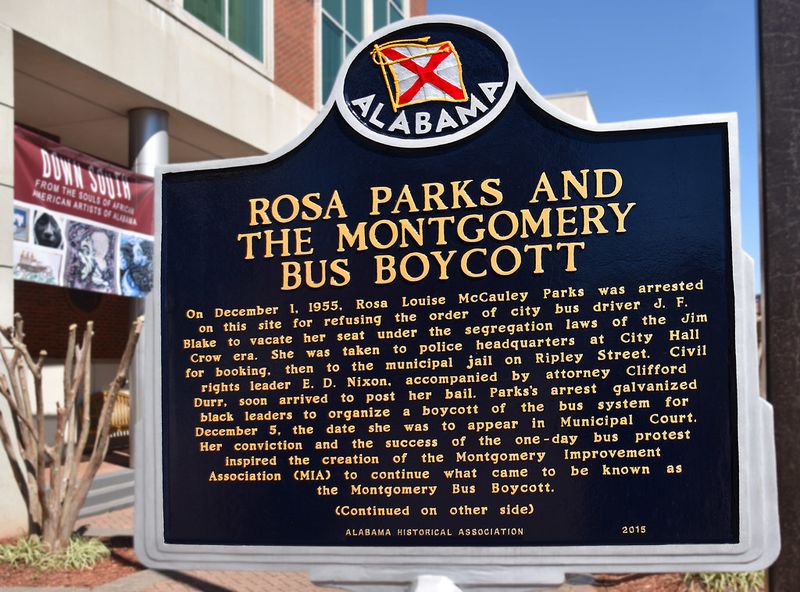 ALABAMA
DOWN SOUTH
FROM THE SOULS OF AFRICAN
AMERICAN ARTISTS OF ALABAMA
ROSA PARKS AND
THE MONTGOMERY
BUS BOYCOTT
On December 1, 1955, Rosa Louise McCauley Parks was arrested
on this site for refusing the order of city bus driver J. F.
Blake to vacate her seat under the segregation laws of the Jim
Crow era. She was taken to police headquarters at City Hall
for booking, then to the municipal jail on Ripley Street. Civil
rights leader E. D. Nixon, accompanied by attorney Clifford
Durr, soon arrived to post her bail. Parks's arrest galvanized
black leaders to organize a boycott of the bus system for
December 5, the date she was to appear in Municipal Court.
Her conviction and the success of the one-day bus protest
inspired the creation of the Montgomery Improvement
Association (MIA) to continue what came to be known as
the Montgomery Bus Boycott.
(Continued on other side)
ALABAMA HISTORICAL ASSOCIATION 2015